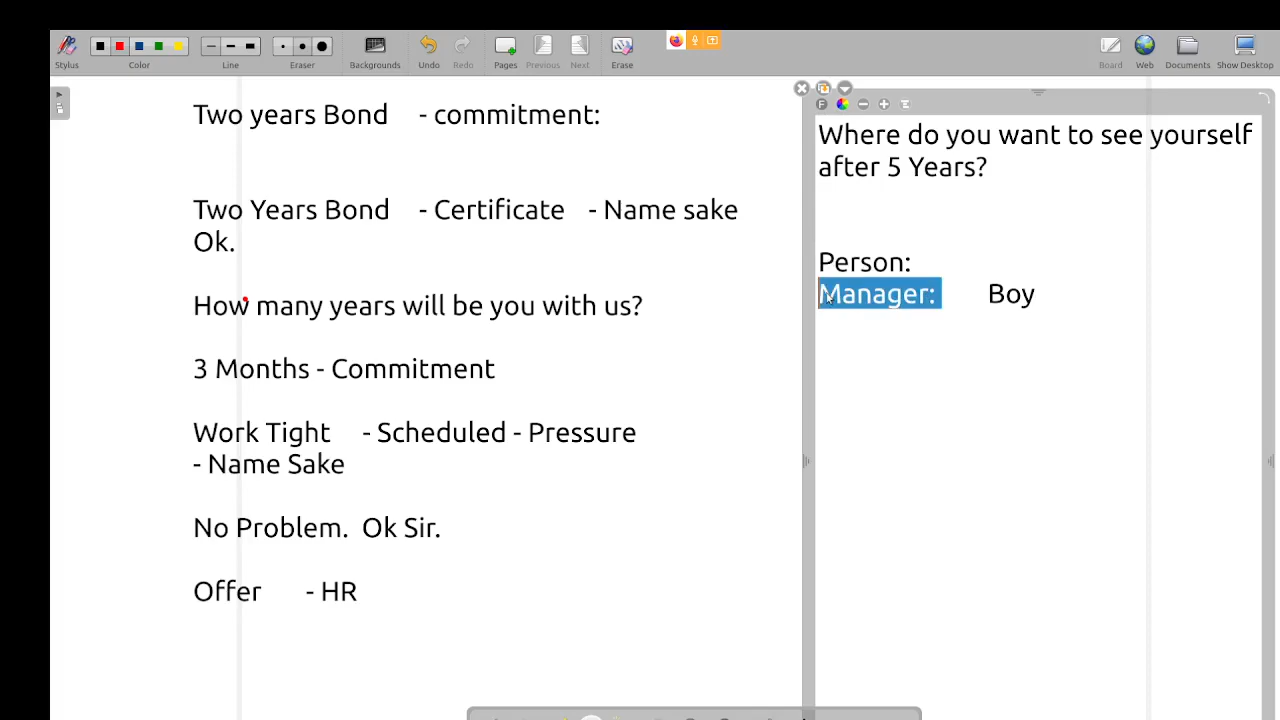 Stylus
Color
Line
Eraser
Backgrounds
Undo
Redo
Pages
Previous
Next
Erase
Board
Web
Documents
Show Desktop
Two years Bond - commitment:
Two Years Bond - Certificate - Name sake
Ok.
How many years will be you with us?
3 Months - Commitment
Work Tight - Scheduled - Pressure
- Name Sake
No Problem. Ok Sir.
Offer - HR
F
Where do you want to see yourself
after 5 Years?
Person:
Manager: Boy